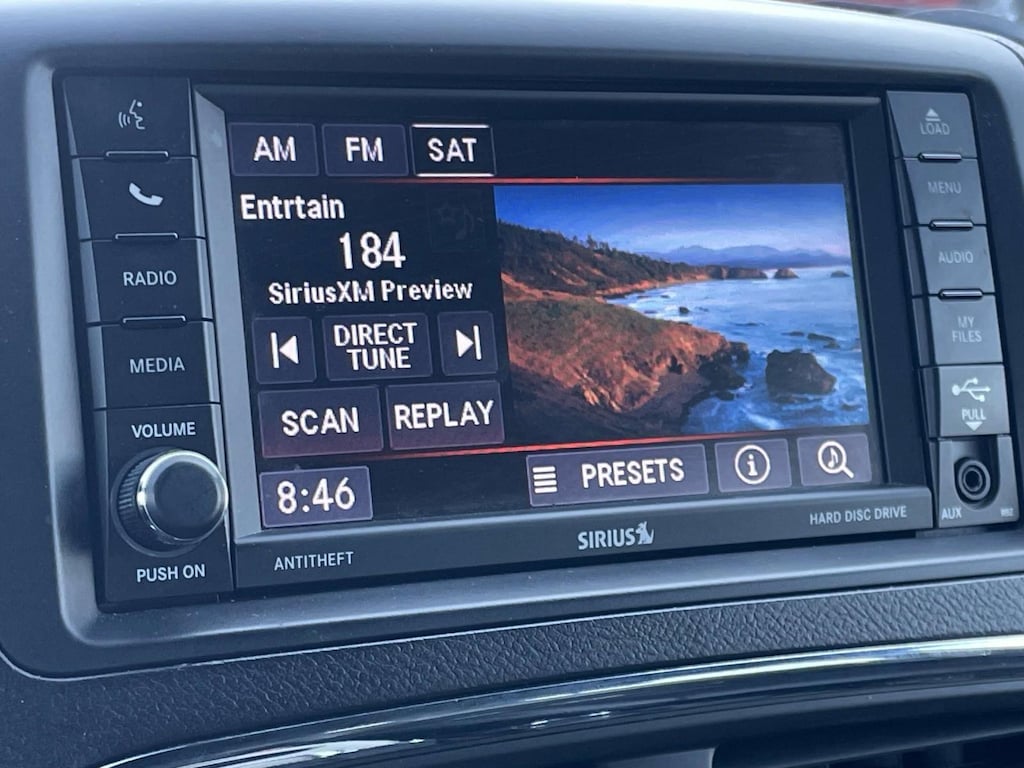 AM FM SAT
Entrtain
184
SiriusXM Preview
DIRECT
TUNE
SCAN REPLAY
8:46
PRESETS
i
RADIO
MEDIA
VOLUME
PUSH ON
ANTITHEFT
SIRIUS
HARD DISC DRIVE
LOAD
MENU
AUDIO
MY
FILES
PULL
AUX